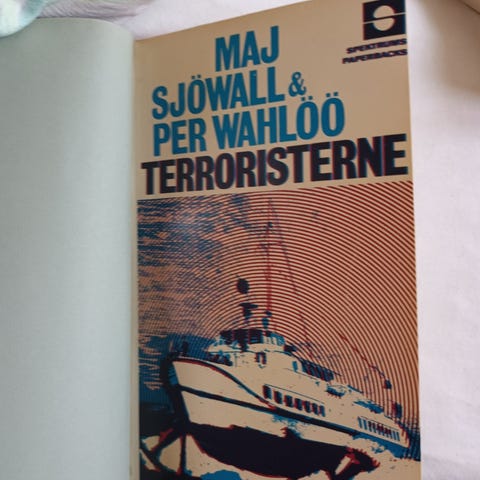 MAJ
SJÖWALL &
PER WAHLÖÖ
TERRORISTERNE
SPEKTRUMS
PAPERBACKS